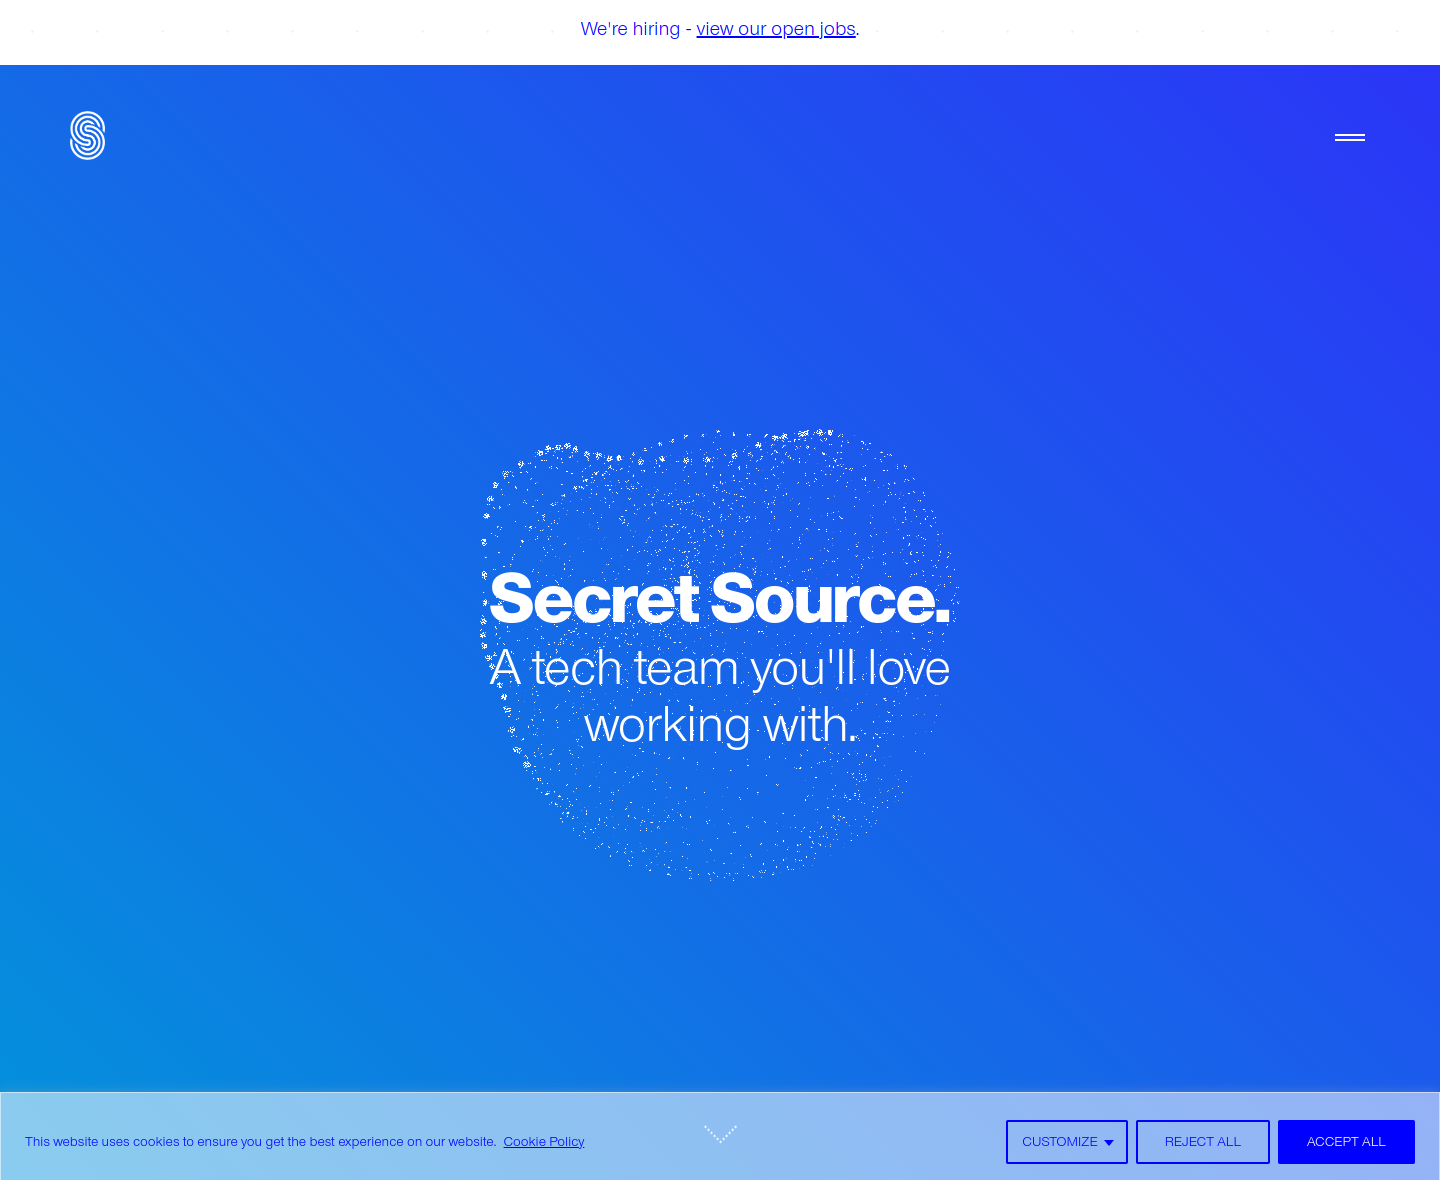 We're hiring - view our open jobs.
Secret Source.
A tech team you'll love
working with.
This website uses cookies to ensure you get the best experience on our website. Cookie Policy
CUSTOMIZE
REJECT ALL
ACCEPT ALL